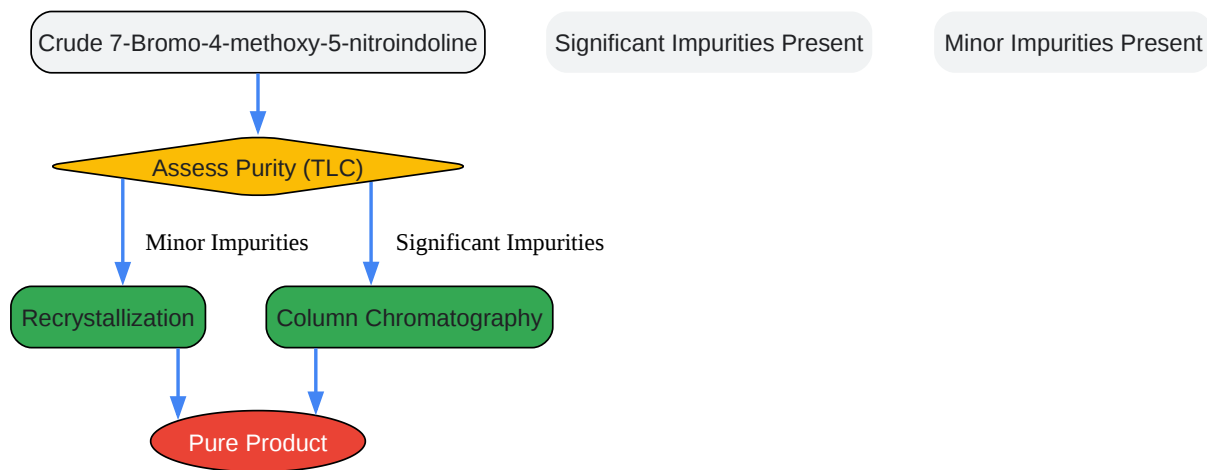 Crude 7-Bromo-4-methoxy-5-nitroindoline
Significant Impurities Present
Minor Impurities Present
Assess Purity (TLC)
Minor Impurities
Significant Impurities
Recrystallization
Column Chromatography
Pure Product